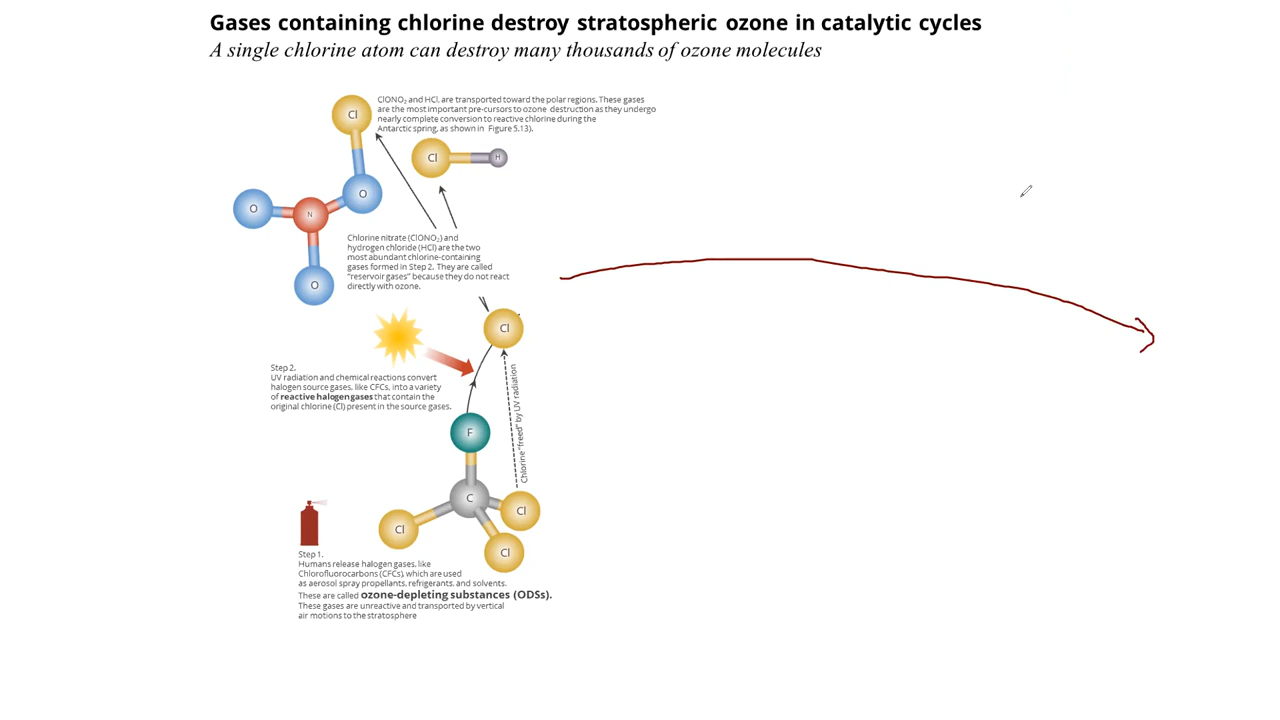 Gases containing chlorine destroy stratospheric ozone in catalytic cycles
A single chlorine atom can destroy many thousands of ozone molecules
ClONO₂ and HCl, are transported toward the polar regions. These gases
are the most important pre-cursors to ozone destruction as they undergo
nearly complete conversion to reactive chlorine during the
Antarctic spring, as shown in Figure 5.13).
Cl
Cl
H
O
O
N
O
Chlorine nitrate (ClONO₂) and
hydrogen chloride (HCl) are the two
most abundant chlorine-containing
gases formed in Step 2. They are called
“reservoir gases” because they do not react
directly with ozone.
Cl
Step 2.
UV radiation and chemical reactions convert
halogen source gases, like CFCs, into a variety
of reactive halogen gases that contain the
original chlorine (Cl) present in the source gases.
Chlorine “freed” by UV radiation
F
C
Cl
Cl
Cl
Step 1.
Humans release halogen gases, like
Chlorofluorocarbons (CFCs), which are used
as aerosol spray propellants, refrigerants, and solvents.
These are called ozone-depleting substances (ODSs).
These gases are unreactive and transported by vertical
air motions to the stratosphere